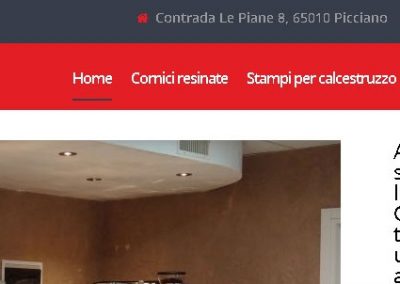 Contrada Le Piane 8, 65010 Picciano
Home Cornici resinate Stampi per calcestruzzo